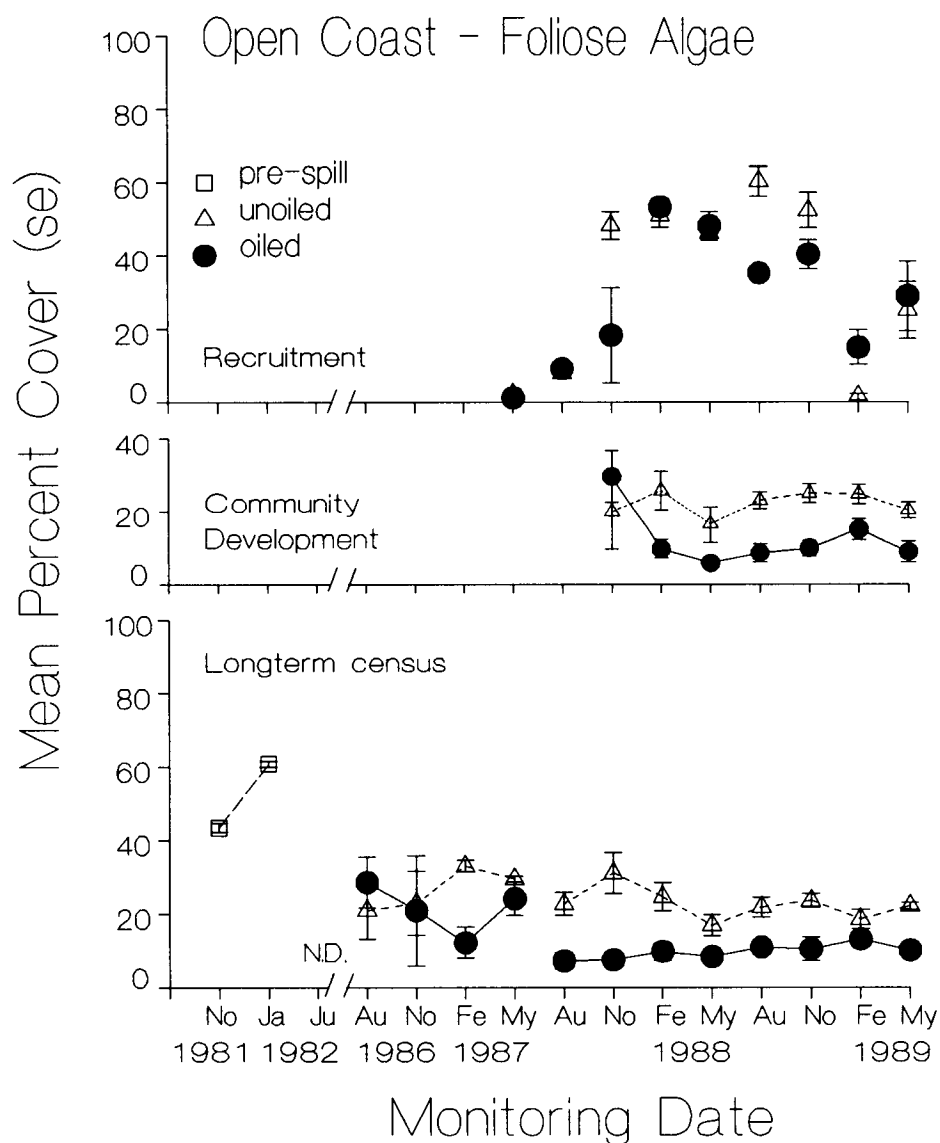 Open Coast - Foliose Algae
Mean Percent Cover (se)
100
80
60
40
20
0
pre-spill
unoiled
oiled
Recruitment
40
20
0
Community
Development
100
80
60
40
20
0
Longterm census
N.D.
No Ja Ju Au No Fe My Au No Fe My Au No Fe My
1981 1982 1986 1987 1988 1989
Monitoring Date